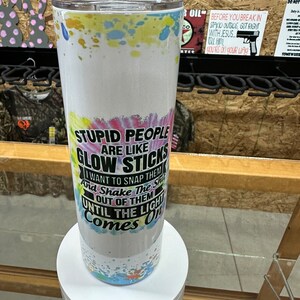 STUPID PEOPLE
ARE LIKE
GLOW STICKS
I WANT TO SNAP THEM
And Shake The
OUT OF THEM
UNTIL THE LIGHT
Comes On
OIL"
BEFORE YOU BREAK IN
WITH JESUS